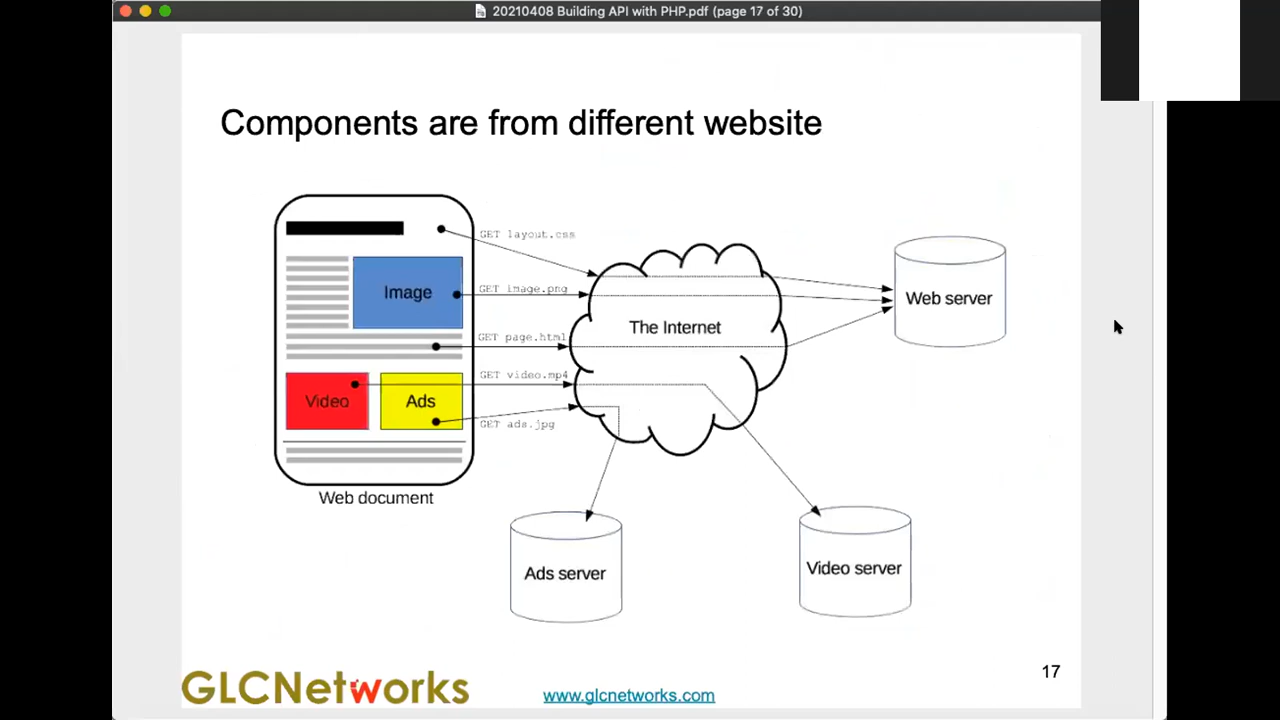 20210408 Building API with PHP.pdf (page 17 of 30)
Components are from different website
GET layout.css
Image
GET image.png
Web server
The Internet
GET page.html
GET video.mp4
Video
Ads
GET ads.jpg
Web document
Ads server
Video server
17
GLCNetworks
www.glcnetworks.com